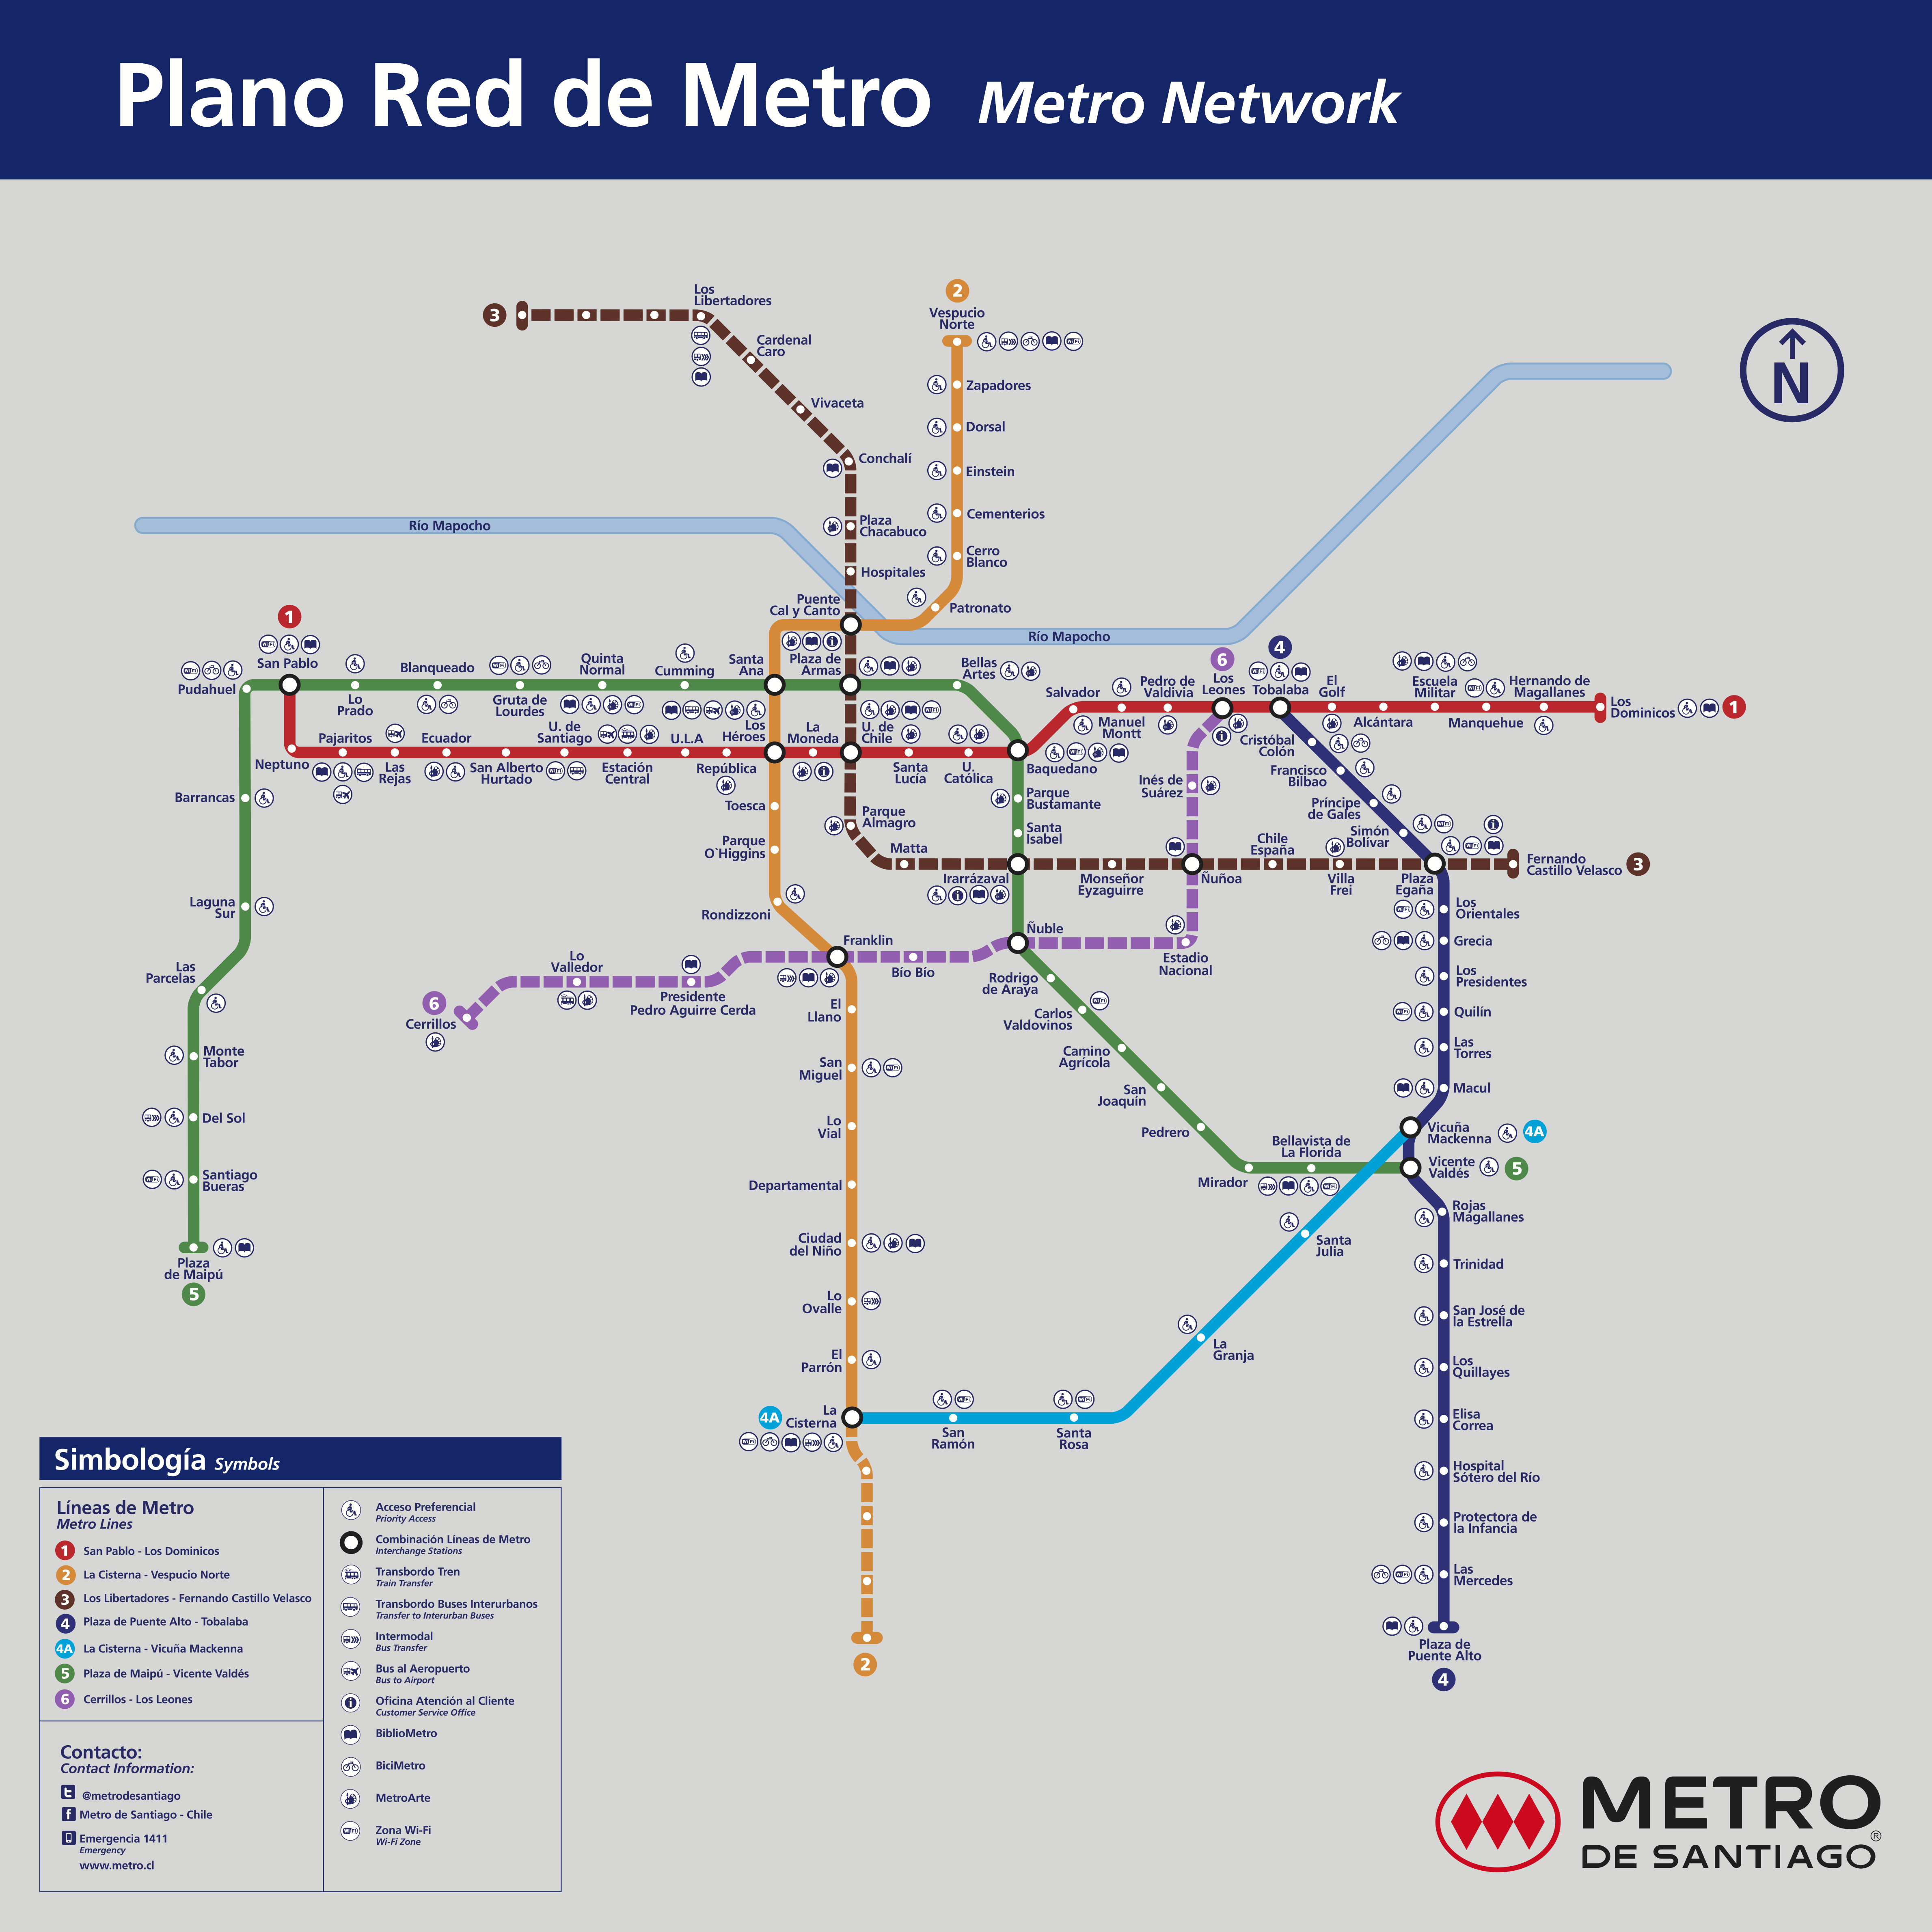 Plano Red de Metro Metro Network
3
Los
Libertadores
Cardenal
Caro
Vivaceta
Conchalí
Plaza
Chacabuco
Hospitales
2
Vespucio
Norte
Zapadores
Dorsal
Einstein
Cementerios
Cerro
Blanco
Patronato
N
Río Mapocho
Río Mapocho
Puente
Cal y Canto
1
San Pablo
Pudahuel
Lo
Prado
Blanqueado
Gruta de
Lourdes
Quinta
Normal
Cumming
Santa
Ana
Plaza de
Armas
Bellas
Artes
Salvador
Manuel
Montt
Pedro de
Valdivia
6
Los
Leones
4
Tobalaba
El
Golf
Alcántara
Escuela
Militar
Manquehue
Hernando de
Magallanes
Los
Dominicos
1
Neptuno
Pajaritos
Las
Rejas
Ecuador
San Alberto
Hurtado
U. de
Santiago
Estación
Central
U.L.A
República
Los
Héroes
La
Moneda
U. de
Chile
Santa
Lucía
U.
Católica
Baquedano
Cristóbal
Colón
Francisco
Bilbao
Príncipe
de Gales
Simón
Bolívar
Barrancas
Toesca
Parque
O`Higgins
Parque
Almagro
Matta
Parque
Bustamante
Santa
Isabel
Inés de
Suárez
Irarrázaval
Monseñor
Eyzaguirre
Ñuñoa
Chile
España
Villa
Frei
Plaza
Egaña
Fernando
Castillo Velasco
3
Laguna
Sur
Rondizzoni
Franklin
Bío Bío
Ñuble
Estadio
Nacional
Los
Orientales
Grecia
Los
Presidentes
Quilín
Las
Torres
Macul
Las
Parcelas
Lo
Valledor
Presidente
Pedro Aguirre Cerda
6
Cerrillos
El
Llano
San
Miguel
Lo
Vial
Departamental
Ciudad
del Niño
Lo
Ovalle
El
Parrón
Rodrigo
de Araya
Carlos
Valdovinos
Camino
Agrícola
San
Joaquín
Pedrero
Mirador
Bellavista de
La Florida
Vicuña
Mackenna
4A
Vicente
Valdés
5
Monte
Tabor
Del Sol
Santiago
Bueras
Plaza
de Maipú
5
Rojas
Magallanes
Trinidad
San José de
la Estrella
Los
Quillayes
Elisa
Correa
Hospital
Sótero del Río
Protectora de
la Infancia
Las
Mercedes
Plaza de
Puente Alto
4
Santa
Julia
La
Granja
4A
La
Cisterna
San
Ramón
Santa
Rosa
2
Simbología Symbols
Líneas de Metro
Metro Lines
1 San Pablo - Los Dominicos
2 La Cisterna - Vespucio Norte
3 Los Libertadores - Fernando Castillo Velasco
4 Plaza de Puente Alto - Tobalaba
4A La Cisterna - Vicuña Mackenna
5 Plaza de Maipú - Vicente Valdés
6 Cerrillos - Los Leones
Contacto:
Contact Information:
@metrodesantiago
Metro de Santiago - Chile
Emergencia 1411
Emergency
www.metro.cl
Acceso Preferencial
Priority Access
Combinación Líneas de Metro
Interchange Stations
Transbordo Tren
Train Transfer
Transbordo Buses Interurbanos
Transfer to Interurban Buses
Intermodal
Bus Transfer
Bus al Aeropuerto
Bus to Airport
Oficina Atención al Cliente
Customer Service Office
BiblioMetro
BiciMetro
MetroArte
Zona Wi-Fi
Wi-Fi Zone
METRO
DE SANTIAGO®